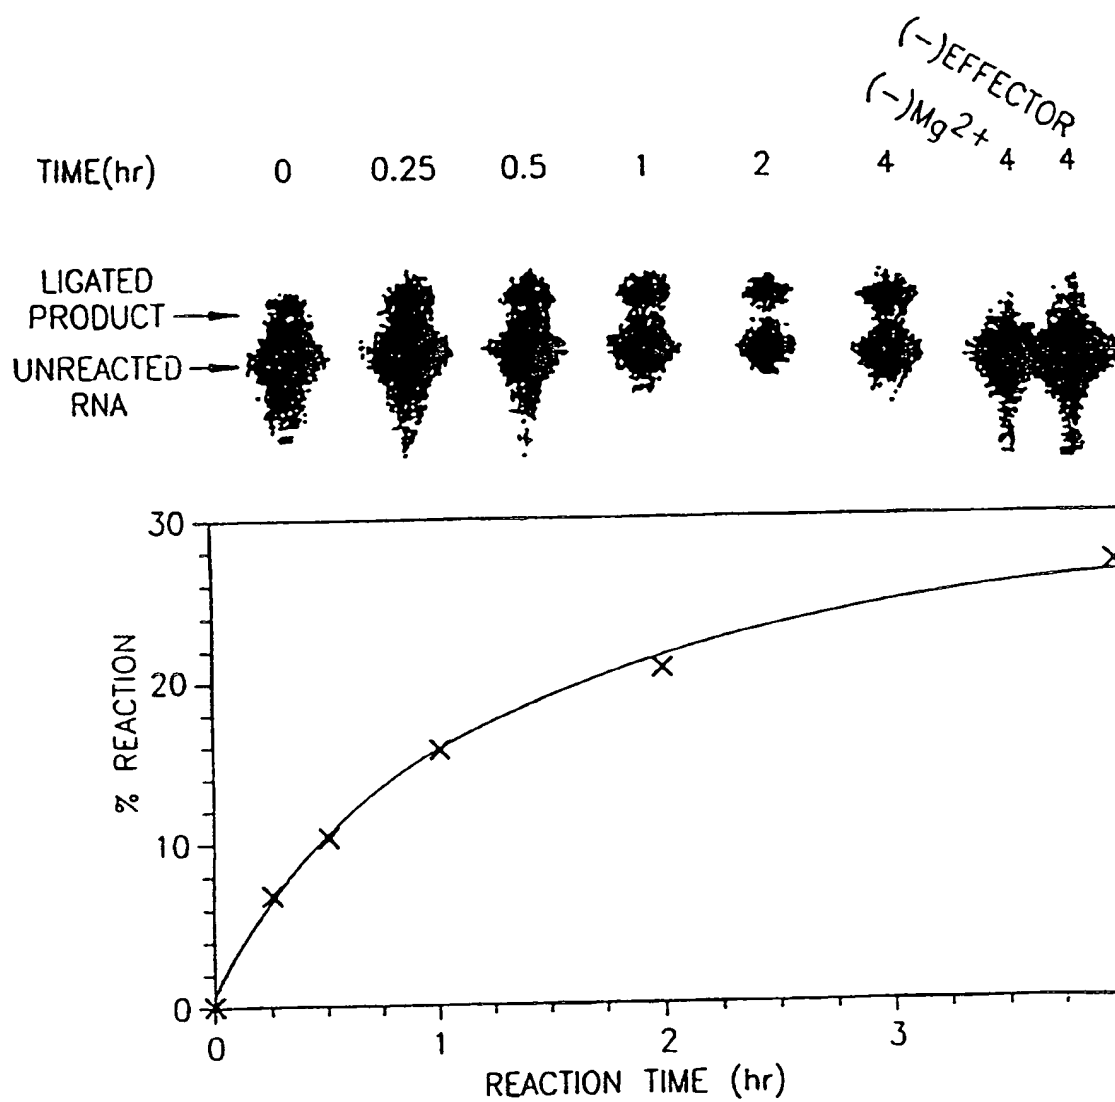 (-)EFFECTOR
(-)Mg2+
TIME(hr) 0 0.25 0.5 1 2 4 4 4
LIGATED
PRODUCT
UNREACTED
RNA
30
20
10
0
% REACTION
0 1 2 3
REACTION TIME (hr)